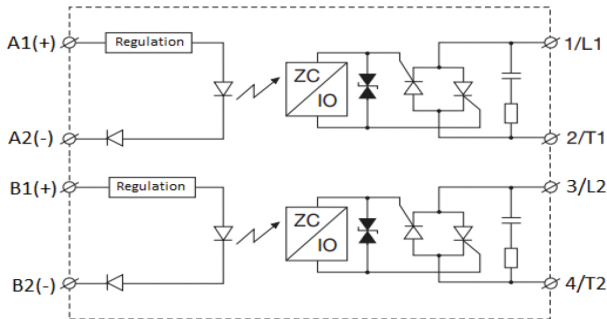 A1(+)
Regulation
ZC
IO
1/L1
A2(-)
2/T1
B1(+)
Regulation
ZC
IO
3/L2
B2(-)
4/T2